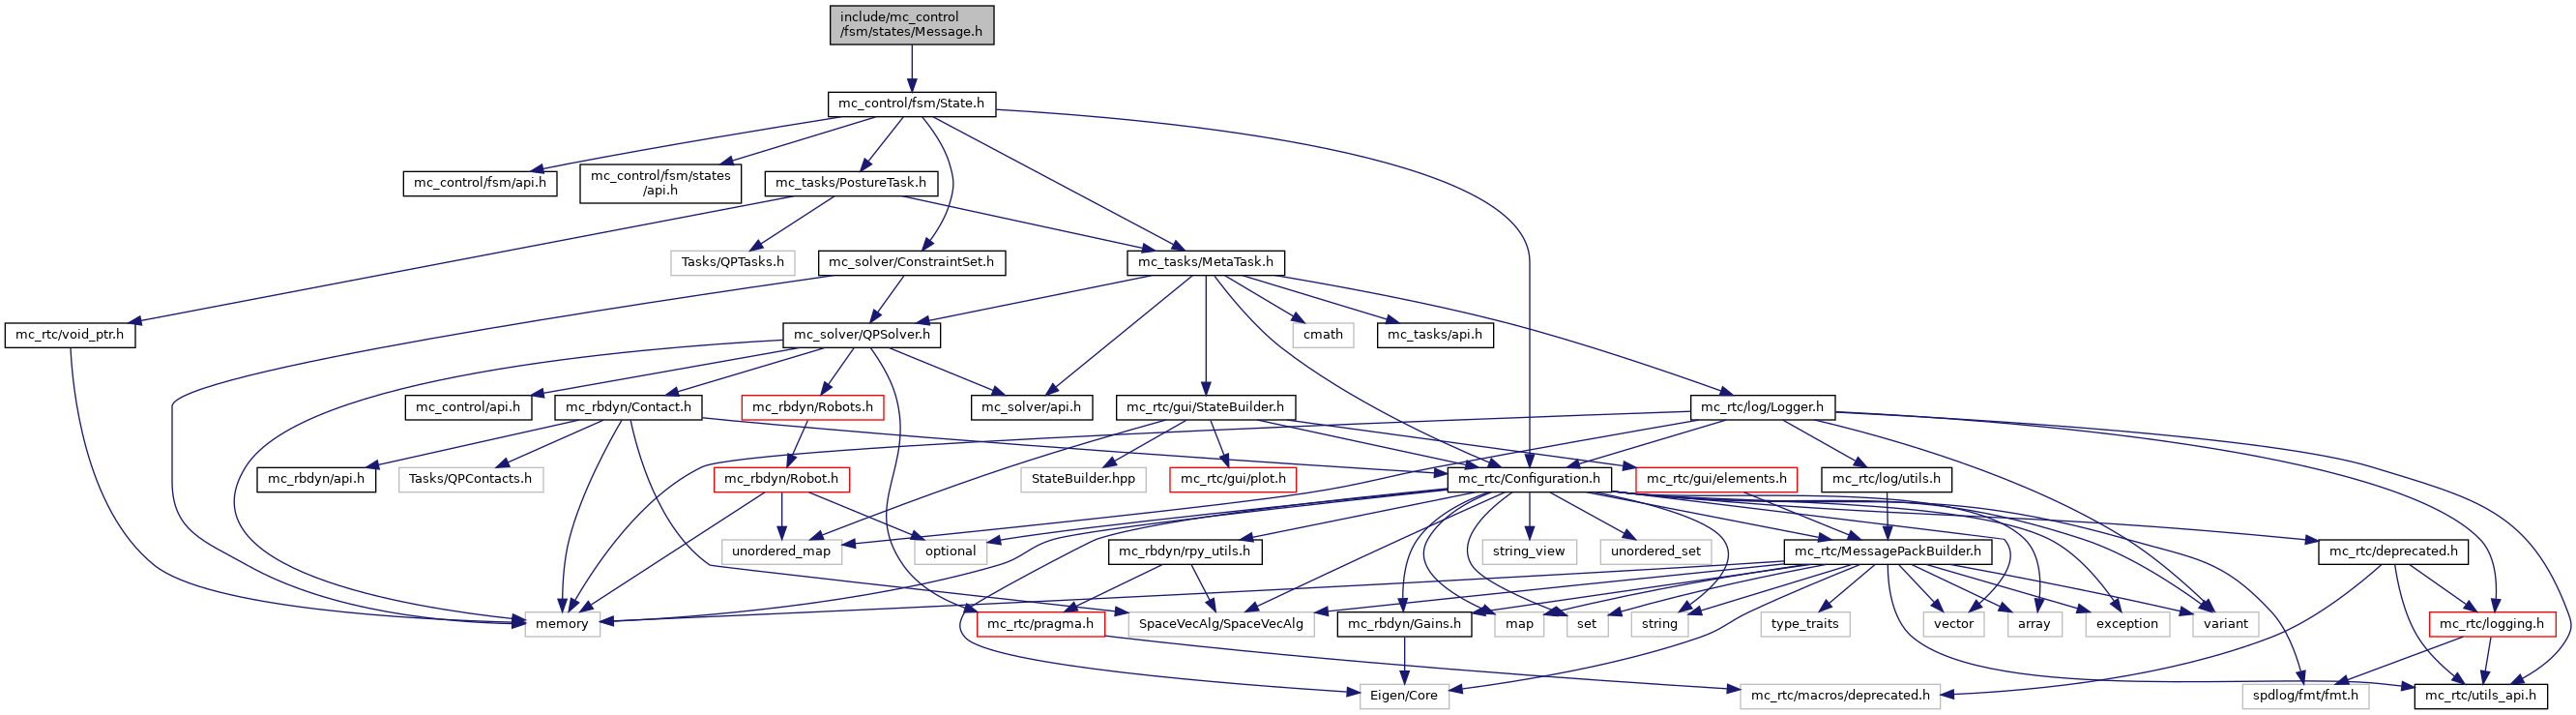 include/mc_control
/fsm/states/Message.h
mc_control/fsm/State.h
mc_control/fsm/api.h
mc_control/fsm/states
/api.h
mc_tasks/PostureTask.h
Tasks/QPTasks.h
mc_solver/ConstraintSet.h
mc_tasks/MetaTask.h
mc_rtc/void_ptr.h
mc_solver/QPSolver.h
cmath
mc_tasks/api.h
mc_control/api.h
mc_rbdyn/Contact.h
mc_rbdyn/Robots.h
mc_solver/api.h
mc_rtc/gui/StateBuilder.h
mc_rtc/log/Logger.h
mc_rbdyn/api.h
Tasks/QPContacts.h
mc_rbdyn/Robot.h
StateBuilder.hpp
mc_rtc/gui/plot.h
mc_rtc/Configuration.h
mc_rtc/gui/elements.h
mc_rtc/log/utils.h
unordered_map
optional
mc_rbdyn/rpy_utils.h
string_view
unordered_set
mc_rtc/MessagePackBuilder.h
mc_rtc/deprecated.h
memory
mc_rtc/pragma.h
SpaceVecAlg/SpaceVecAlg
mc_rbdyn/Gains.h
map
set
string
type_traits
vector
array
exception
variant
mc_rtc/logging.h
Eigen/Core
mc_rtc/macros/deprecated.h
spdlog/fmt/fmt.h
mc_rtc/utils_api.h